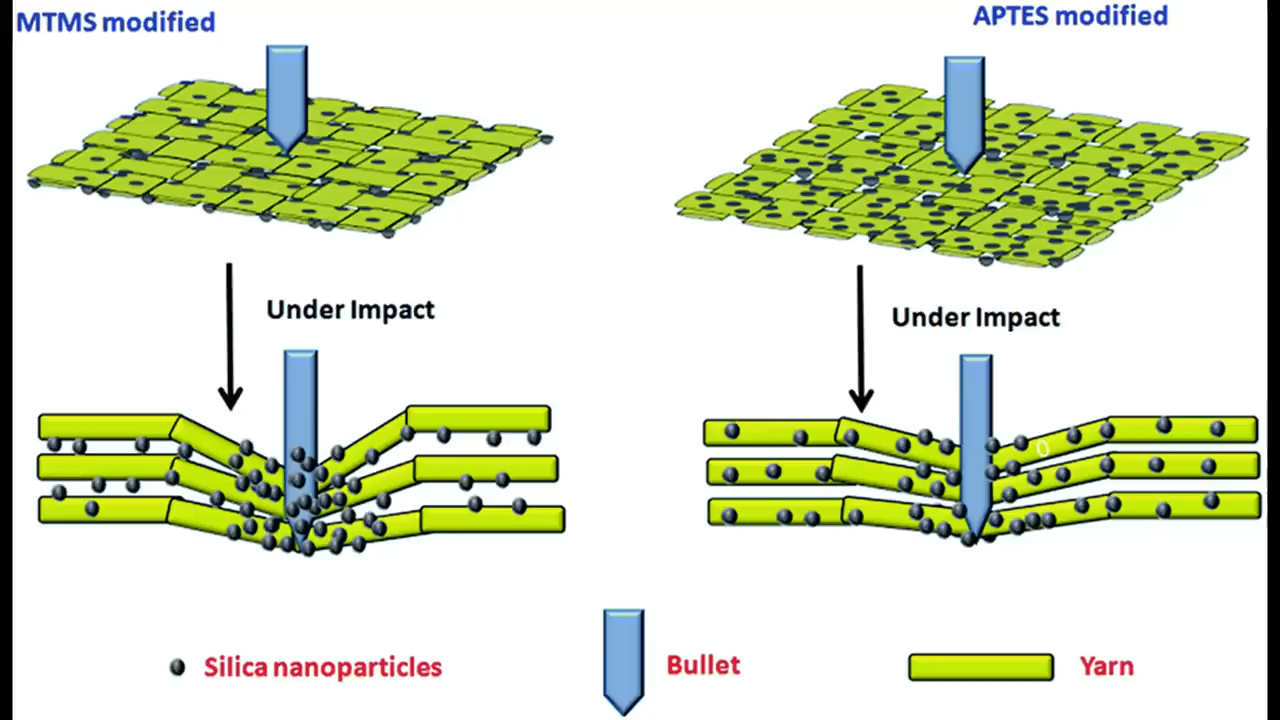 MTMS modified
APTES modified
Under Impact
Under Impact
Silica nanoparticles
Bullet
Yarn